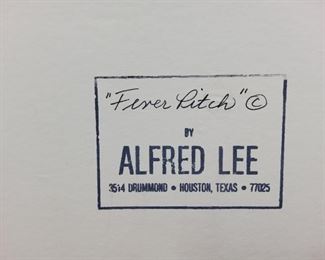 "Fever Pitch" ©
BY
ALFRED LEE
3514 DRUMMOND • HOUSTON, TEXAS • 77025